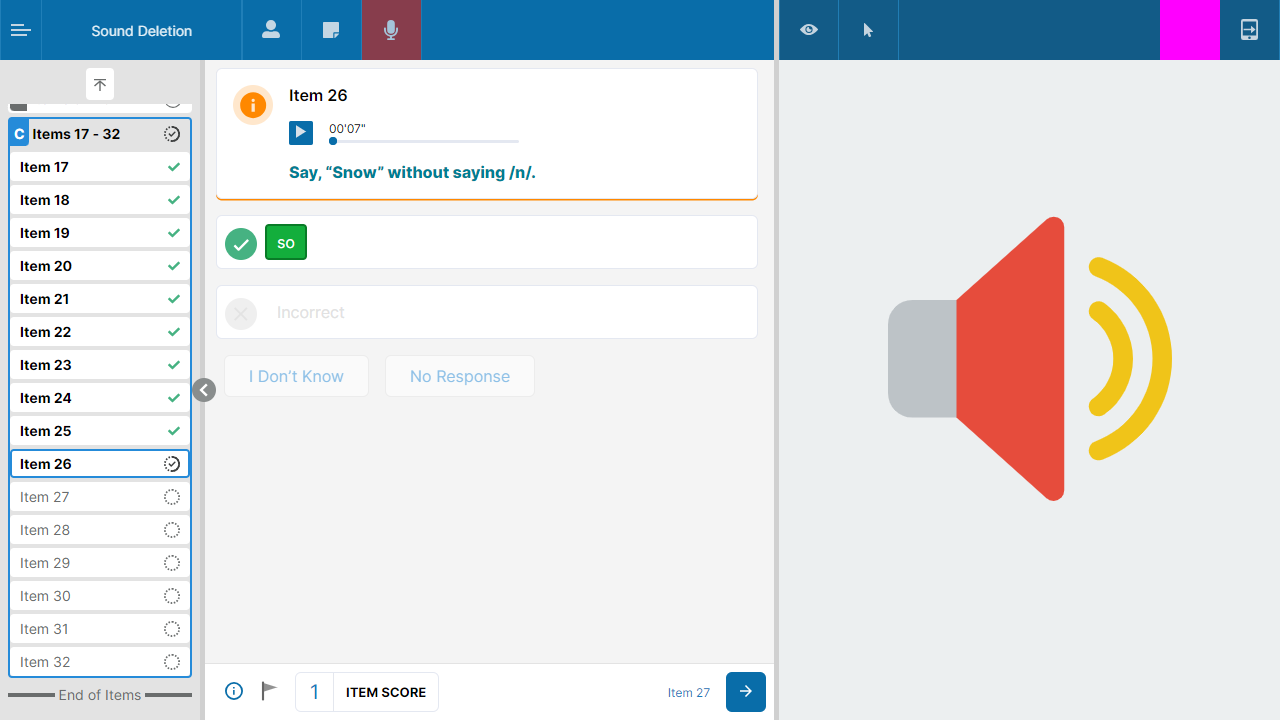 Sound Deletion
C Items 17 - 32
Item 17
Item 18
Item 19
Item 20
Item 21
Item 22
Item 23
Item 24
Item 25
Item 26
Item 27
Item 28
Item 29
Item 30
Item 31
Item 32
End of Items
Item 26
00'07"
Say, “Snow” without saying /n/.
SO
Incorrect
I Don’t Know
No Response
1
ITEM SCORE
Item 27